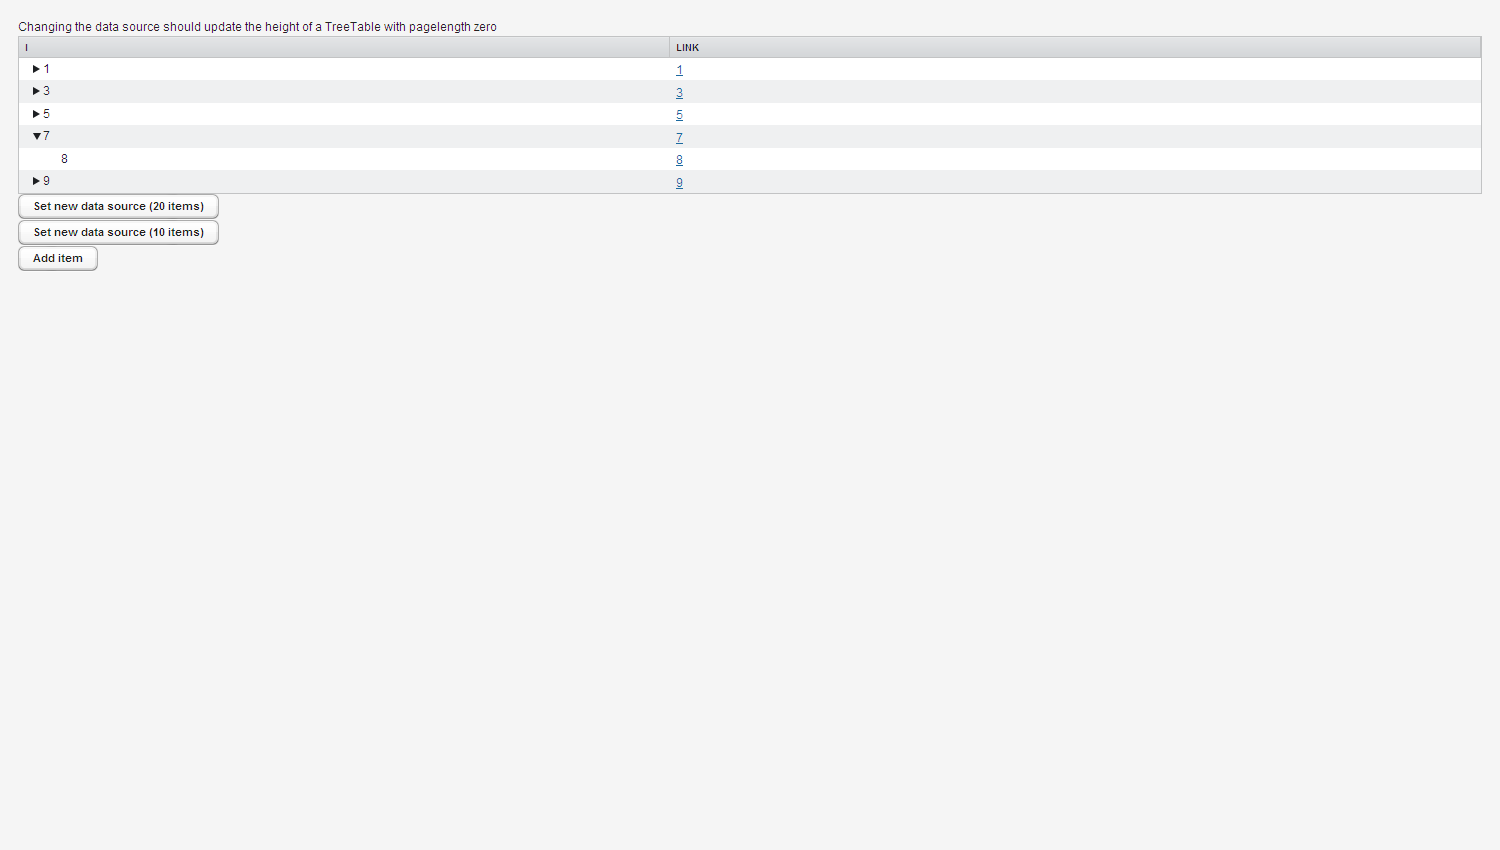 Changing the data source should update the height of a TreeTable with pagelength zero
I LINK
1 1
3 3
5 5
7 7
8 8
9 9
Set new data source (20 items)
Set new data source (10 items)
Add item